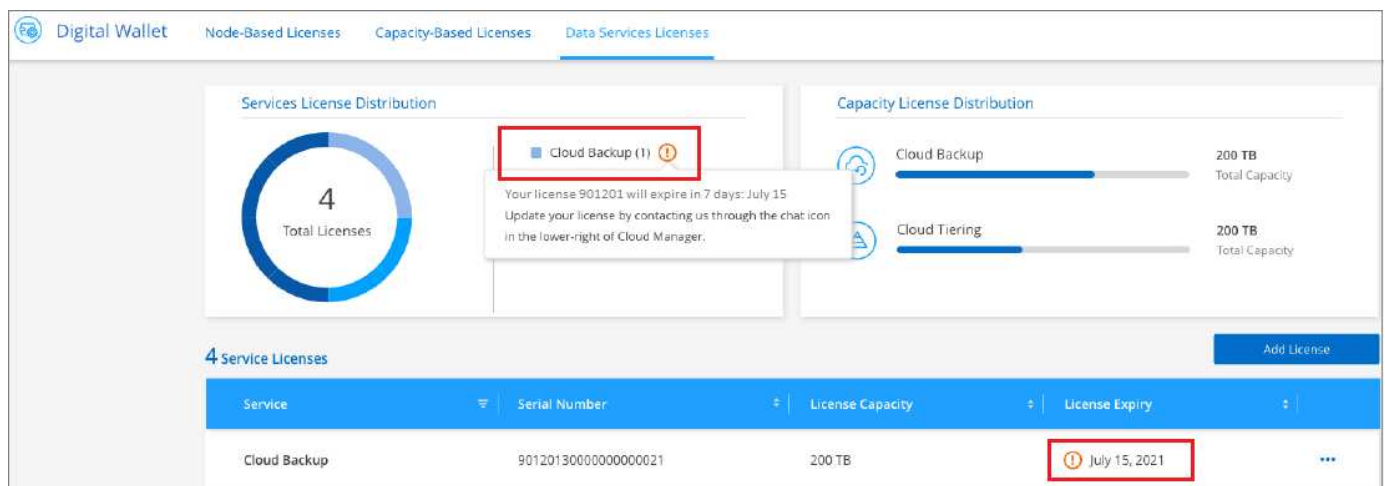 Digital Wallet
Node-Based Licenses
Capacity-Based Licenses
Data Services Licenses
Services License Distribution
4
Total Licenses
Cloud Backup (1)
Your license 901201 will expire in 7 days: July 15
Update your license by contacting us through the chat icon
in the lower-right of Cloud Manager.
Capacity License Distribution
Cloud Backup
200 TB
Total Capacity
Cloud Tiering
200 TB
Total Capacity
4 Service Licenses
Add License
Service
Serial Number
License Capacity
License Expiry
Cloud Backup
90120130000000000021
200 TB
July 15, 2021